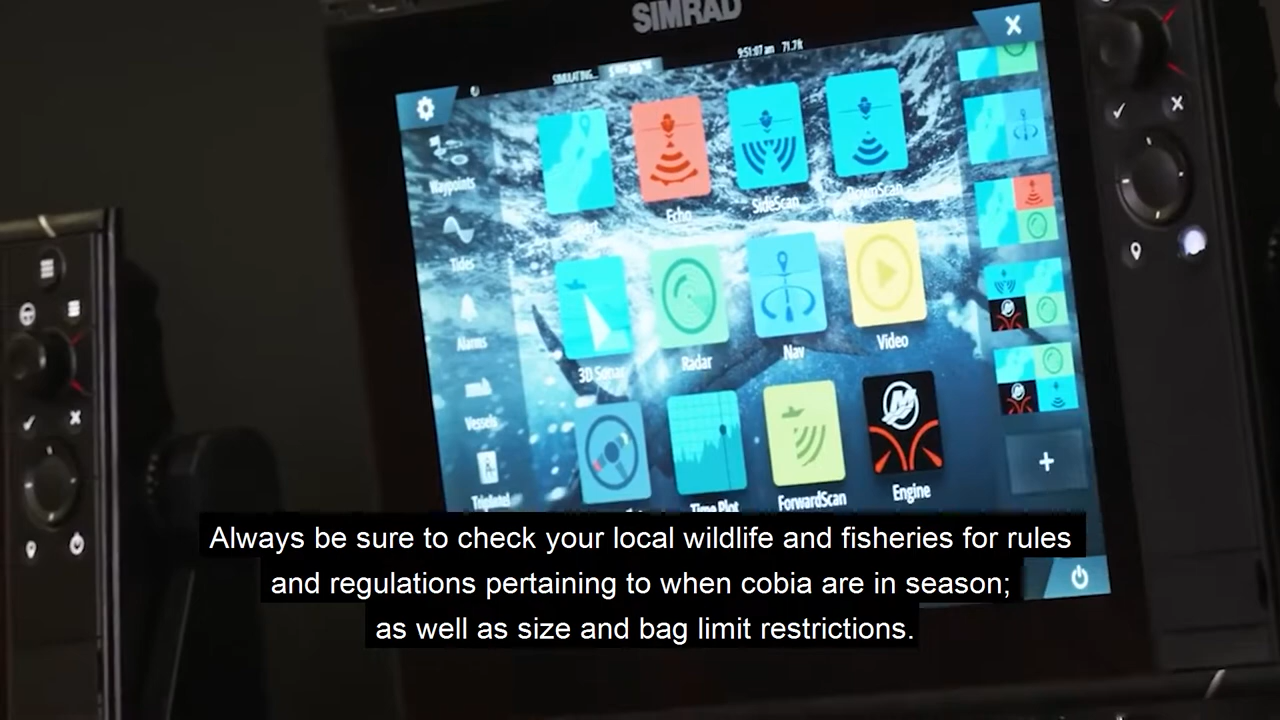 SIMRAD
SIMULATING...
9:51:07 am 71.7ft
Waypoints
Tides
Alarms
Vessels
TripIntel
Echo
SideScan
DownScan
3D Sonar
Radar
Nav
Video
Time Plot
ForwardScan
Engine
Always be sure to check your local wildlife and fisheries for rules
and regulations pertaining to when cobia are in season;
as well as size and bag limit restrictions.